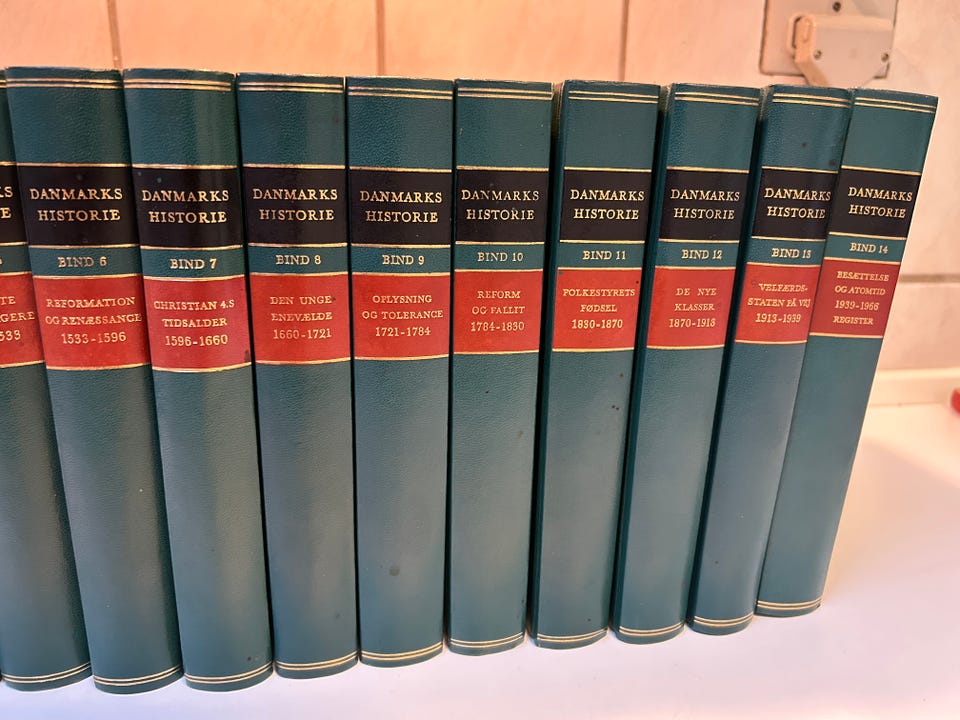 DANMARKS
HISTORIE
BIND 6
REFORMATION
OG RENÆSSANCE
1533-1596
DANMARKS
HISTORIE
BIND 7
CHRISTIAN 4.S
TIDSALDER
1596-1660
DANMARKS
HISTORIE
BIND 8
DEN UNGE
ENEVÆLDE
1660-1721
DANMARKS
HISTORIE
BIND 9
OPLYSNING
OG TOLERANCE
1721-1784
DANMARKS
HISTORIE
BIND 10
REFORM
OG FALLIT
1784-1830
DANMARKS
HISTORIE
BIND 11
FOLKESTYRETS
FØDSEL
1830-1870
DANMARKS
HISTORIE
BIND 12
DE NYE
KLASSER
1870-1913
DANMARKS
HISTORIE
BIND 13
VELFÆRDS-
STATEN PÅ VEJ
1913-1939
DANMARKS
HISTORIE
BIND 14
BESÆTTELSE
OG ATOMTID
1939-1966
REGISTER